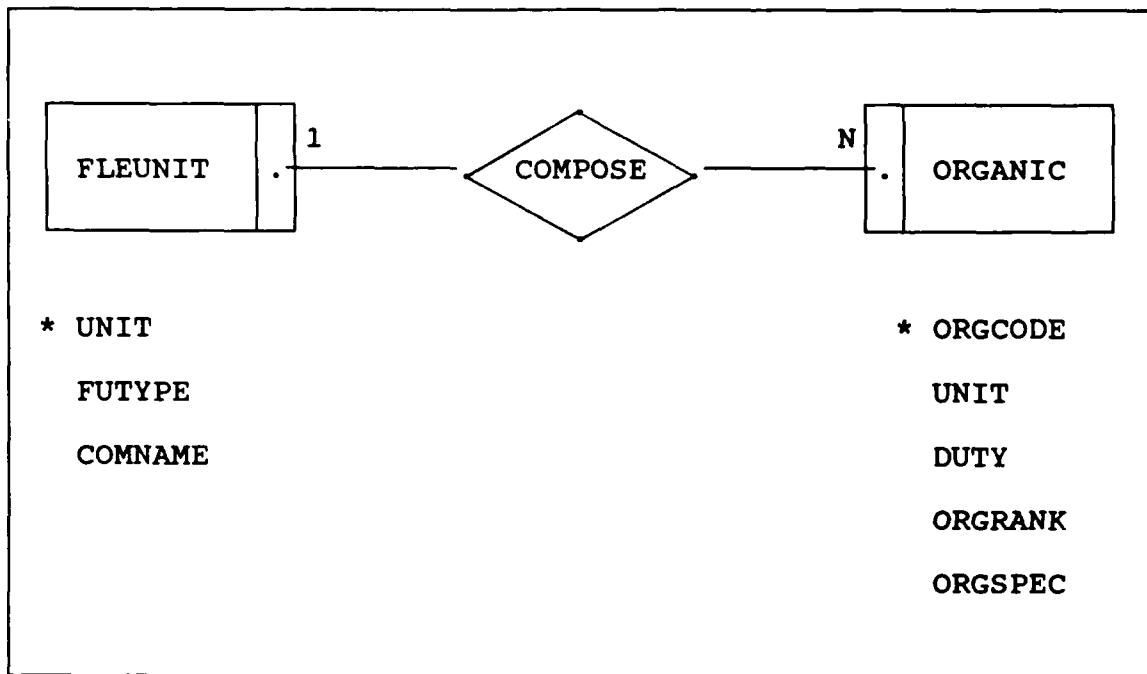 1 N
FLEUNIT COMPOSE ORGANIC
* UNIT * ORGCODE
FUTYPE UNIT
COMNAME DUTY
ORGRANK
ORGSPEC